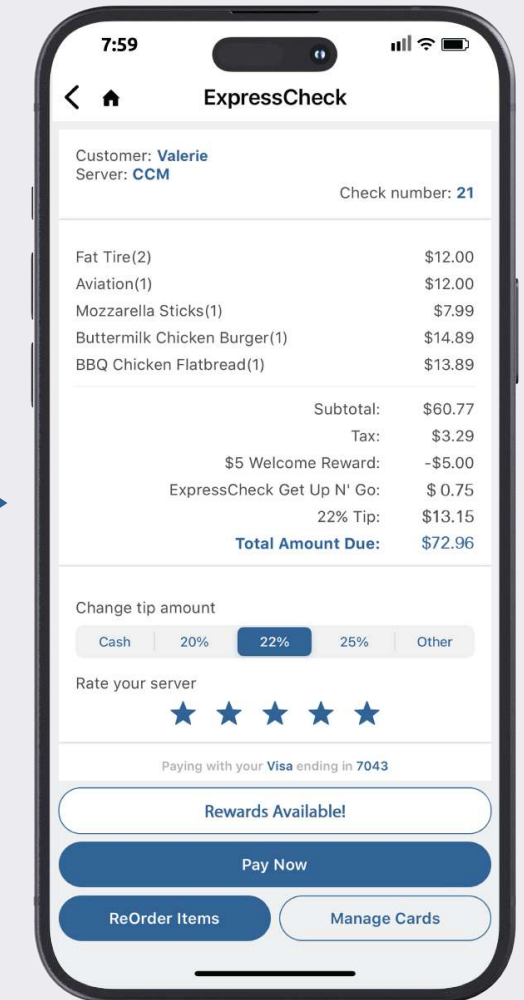 7:59
ExpressCheck
Customer: Valerie
Server: CCM
Check number: 21
Fat Tire(2) $12.00
Aviation(1) $12.00
Mozzarella Sticks(1) $7.99
Buttermilk Chicken Burger(1) $14.89
BBQ Chicken Flatbread(1) $13.89
Subtotal: $60.77
Tax: $3.29
$5 Welcome Reward: -$5.00
ExpressCheck Get Up N' Go: $ 0.75
22% Tip: $13.15
Total Amount Due: $72.96
Change tip amount
Cash 20% 22% 25% Other
Rate your server
Paying with your Visa ending in 7043
Rewards Available!
Pay Now
ReOrder Items Manage Cards